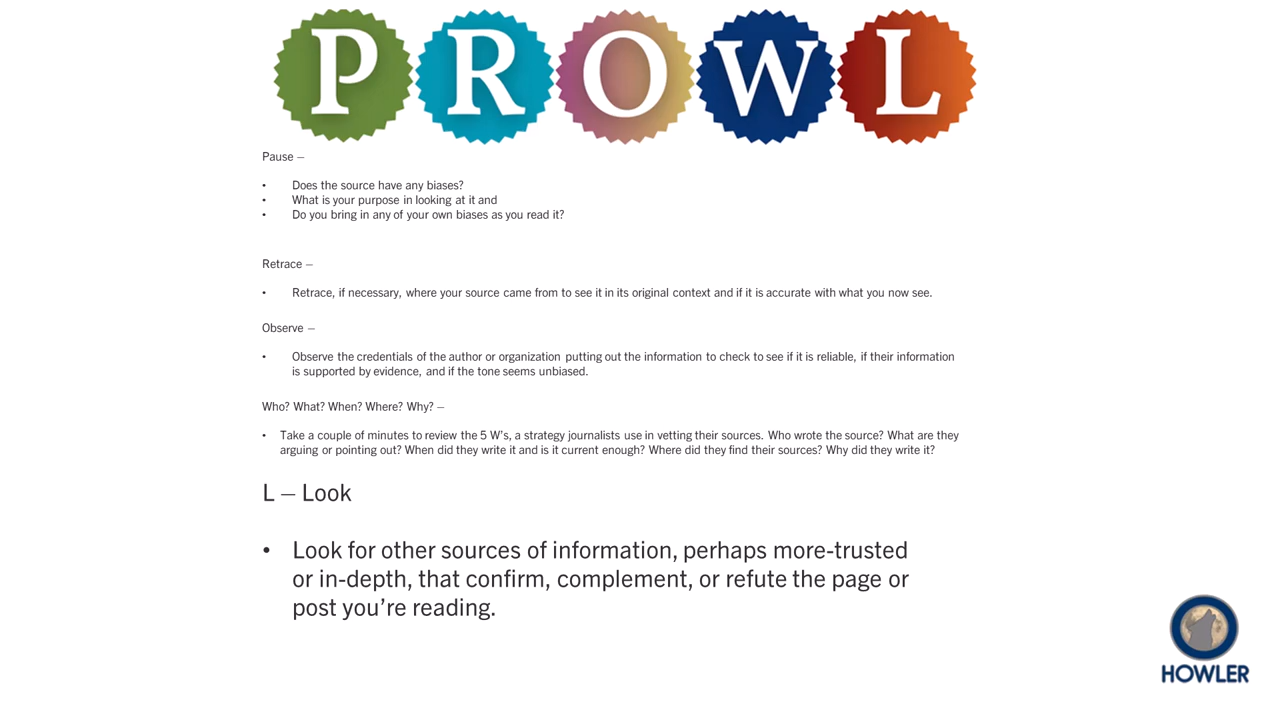 PROWL
Pause –
• Does the source have any biases?
• What is your purpose in looking at it and
• Do you bring in any of your own biases as you read it?
Retrace –
• Retrace, if necessary, where your source came from to see it in its original context and if it is accurate with what you now see.
Observe –
• Observe the credentials of the author or organization putting out the information to check to see if it is reliable, if their information
is supported by evidence, and if the tone seems unbiased.
Who? What? When? Where? Why? –
• Take a couple of minutes to review the 5 W’s, a strategy journalists use in vetting their sources. Who wrote the source? What are they
arguing or pointing out? When did they write it and is it current enough? Where did they find their sources? Why did they write it?
L – Look
• Look for other sources of information, perhaps more-trusted
or in-depth, that confirm, complement, or refute the page or
post you’re reading.
HOWLER